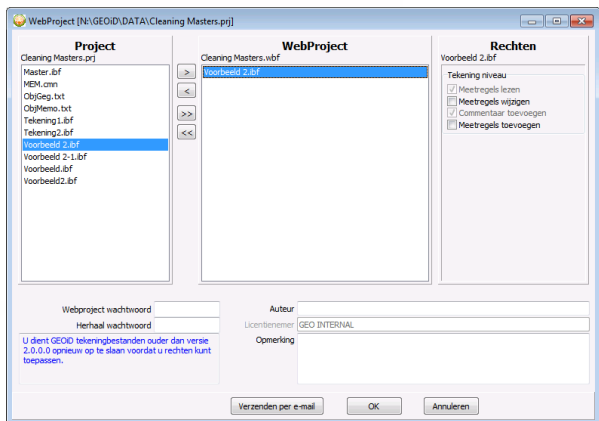 WebProject [N:\GEOiD\DATA\Cleaning Masters.prj]
Project
Cleaning Masters.prj
Master.ibf
MEM.cmn
ObjGeg.txt
ObjMemo.txt
Tekening1.ibf
Tekening2.ibf
Voorbeeld 2.ibf
Voorbeeld 2-1.ibf
Voorbeeld.ibf
Voorbeeld2.ibf
>
<
>>
<<
WebProject
Cleaning Masters.wbf
Voorbeeld 2.ibf
Rechten
Voorbeeld 2.ibf
Tekening niveau
Meetregels lezen
Meetregels wijzigen
Commentaar toevoegen
Meetregels toevoegen
Webproject wachtwoord
Herhaal wachtwoord
U dient GEOiD tekeningbestanden ouder dan versie
2.0.0.0 opnieuw op te slaan voordat u rechten kunt
toepassen.
Auteur
Licentienemer GEO INTERNAL
Opmerking
Verzenden per e-mail
OK
Annuleren